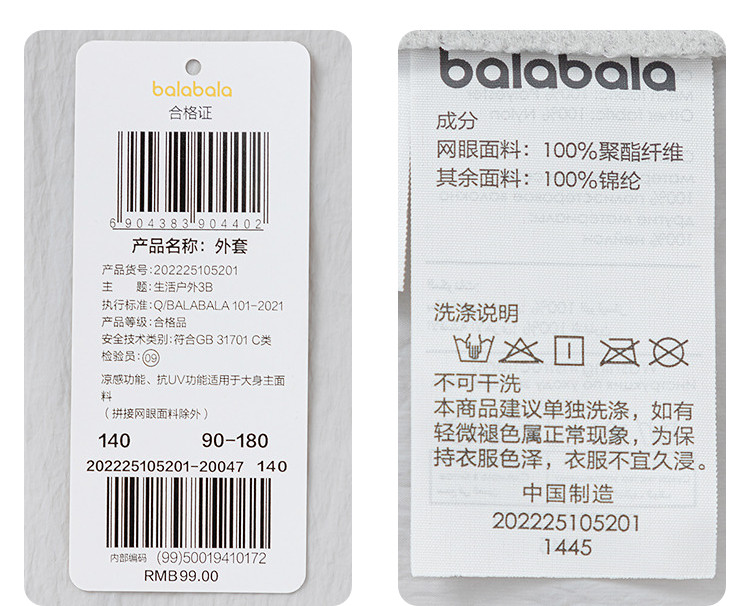 balabala
合格证
6904383904402
产品名称：外套
产品货号:202225105201
主 题:生活户外3B
执行标准:Q/BALABALA 101-2021
产品等级:合格品
安全技术类别:符合GB 31701 C类
检验员:09
凉感功能、抗UV功能适用于大身主面
料
（拼接网眼面料除外）
140 90-180
202225105201-20047 140
内部编码 (99)50019410172
RMB99.00
balabala
成分
网眼面料：100%聚酯纤维
其余面料：100%锦纶
洗涤说明
不可干洗
本商品建议单独洗涤，如有
轻微褪色属正常现象，为保
持衣服色泽，衣服不宜久浸。
中国制造
202225105201
1445